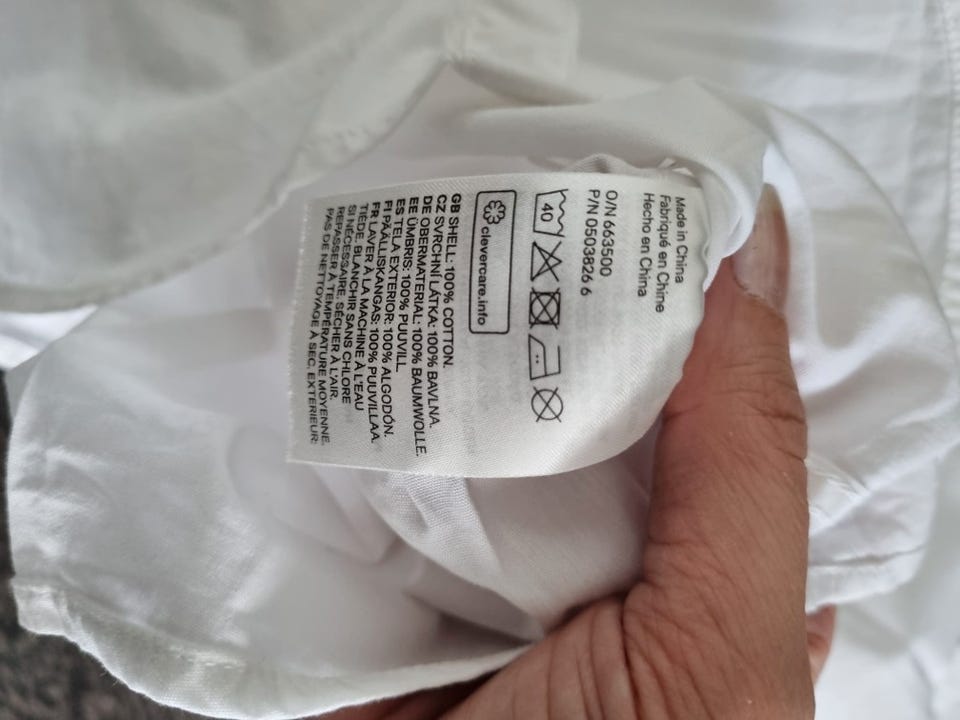 Made in China
Fabriqué en Chine
Hecho en China
O/N 663500
P/N 0503826 6
40
clevercare.info
GB SHELL: 100% COTTON.
CZ SVRCHNÍ LÁTKA: 100% BAVLNA.
DE OBERMATERIAL: 100% BAUMWOLLE.
EE ÜMBRIS: 100% PUUVILL.
ES TELA EXTERIOR: 100% ALGODÓN.
FI PÄÄLLISKANGAS: 100% PUUVILLAA.
FR LAVER À LA MACHINE À L'EAU
TIÈDE. BLANCHIR SANS CHLORE
SI NÉCESSAIRE. SÉCHER À L'AIR.
REPASSER À TEMPÉRATURE MOYENNE.
PAS DE NETTOYAGE À SEC. EXTERIEUR: